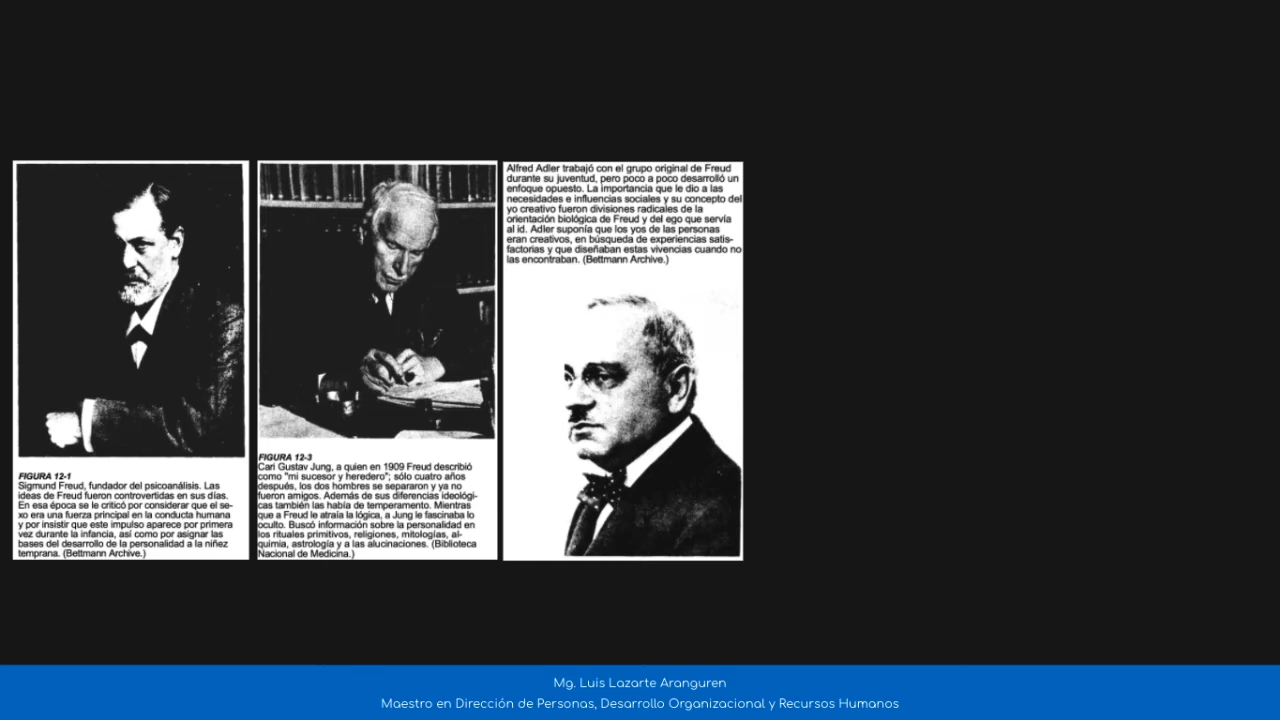 FIGURA 12-1
Sigmund Freud, fundador del psicoanálisis. Las
ideas de Freud fueron controvertidas en sus días.
En esa época se le criticó por considerar que el se-
xo era una fuerza principal en la conducta humana
y por insistir que este impulso aparece por primera
vez durante la infancia, así como por asignar las
bases del desarrollo de la personalidad a la niñez
temprana. (Bettmann Archive.)
FIGURA 12-3
Carl Gustav Jung, a quien en 1909 Freud describió
como "mi sucesor y heredero"; sólo cuatro años
después, los dos hombres se separaron y ya no
fueron amigos. Además de sus diferencias ideológi-
cas también las había de temperamento. Mientras
que a Freud le atraía la lógica, a Jung le fascinaba lo
oculto. Buscó información sobre la personalidad en
los rituales primitivos, religiones, mitologías, al-
quimia, astrología y a las alucinaciones. (Biblioteca
Nacional de Medicina.)
Alfred Adler trabajó con el grupo original de Freud
durante su juventud, pero poco a poco desarrolló un
enfoque opuesto. La importancia que le dio a las
necesidades e influencias sociales y su concepto del
yo creativo fueron divisiones radicales de la
orientación biológica de Freud y del ego que servía
al id. Adler suponía que los yos de las personas
eran creativos, en búsqueda de experiencias satis-
factorias y que diseñaban estas vivencias cuando no
las encontraban. (Bettmann Archive.)
Mg. Luis Lazarte Aranguren
Maestro en Dirección de Personas, Desarrollo Organizacional y Recursos Humanos